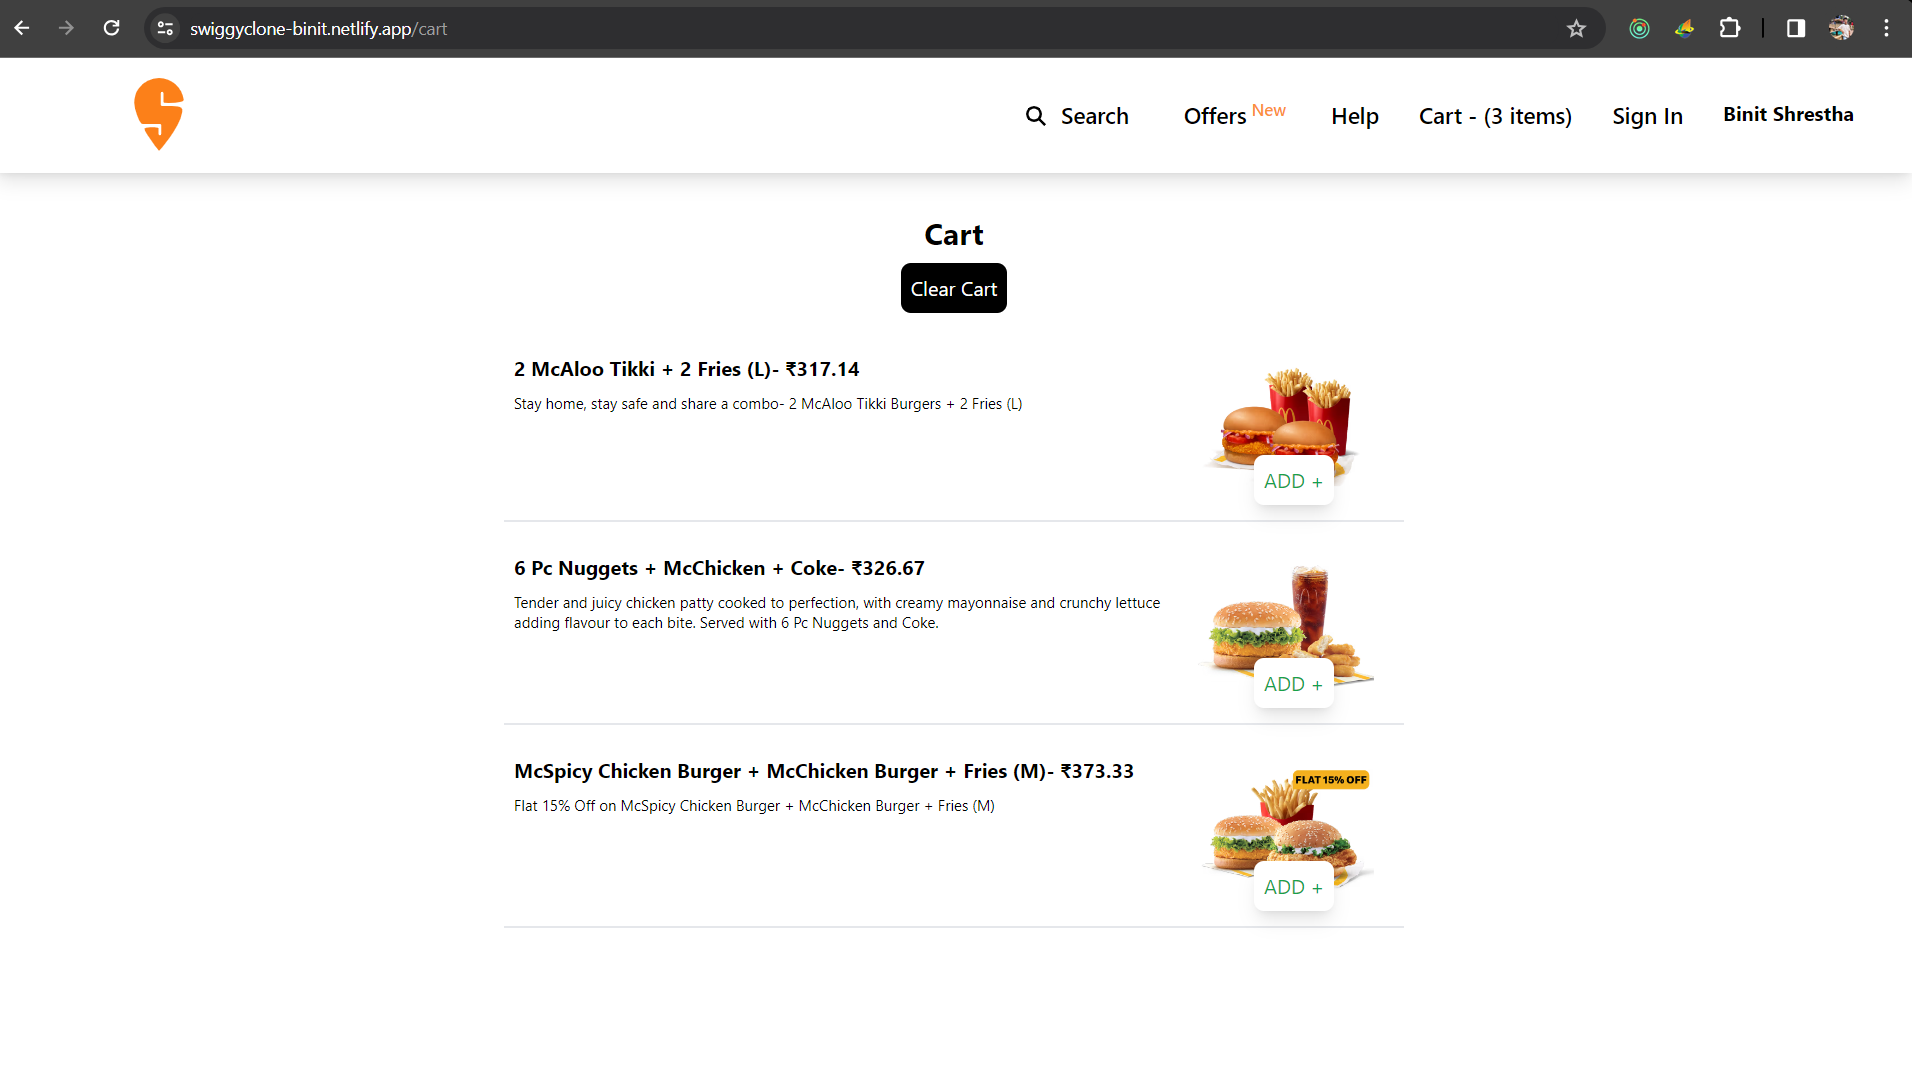 swiggyclone-binit.netlify.app/cart
Search
Offers New
Help
Cart - (3 items)
Sign In
Binit Shrestha
Cart
Clear Cart
2 McAloo Tikki + 2 Fries (L)- ₹317.14
Stay home, stay safe and share a combo- 2 McAloo Tikki Burgers + 2 Fries (L)
ADD +
6 Pc Nuggets + McChicken + Coke- ₹326.67
Tender and juicy chicken patty cooked to perfection, with creamy mayonnaise and crunchy lettuce
adding flavour to each bite. Served with 6 Pc Nuggets and Coke.
ADD +
McSpicy Chicken Burger + McChicken Burger + Fries (M)- ₹373.33
Flat 15% Off on McSpicy Chicken Burger + McChicken Burger + Fries (M)
FLAT 15% OFF
ADD +